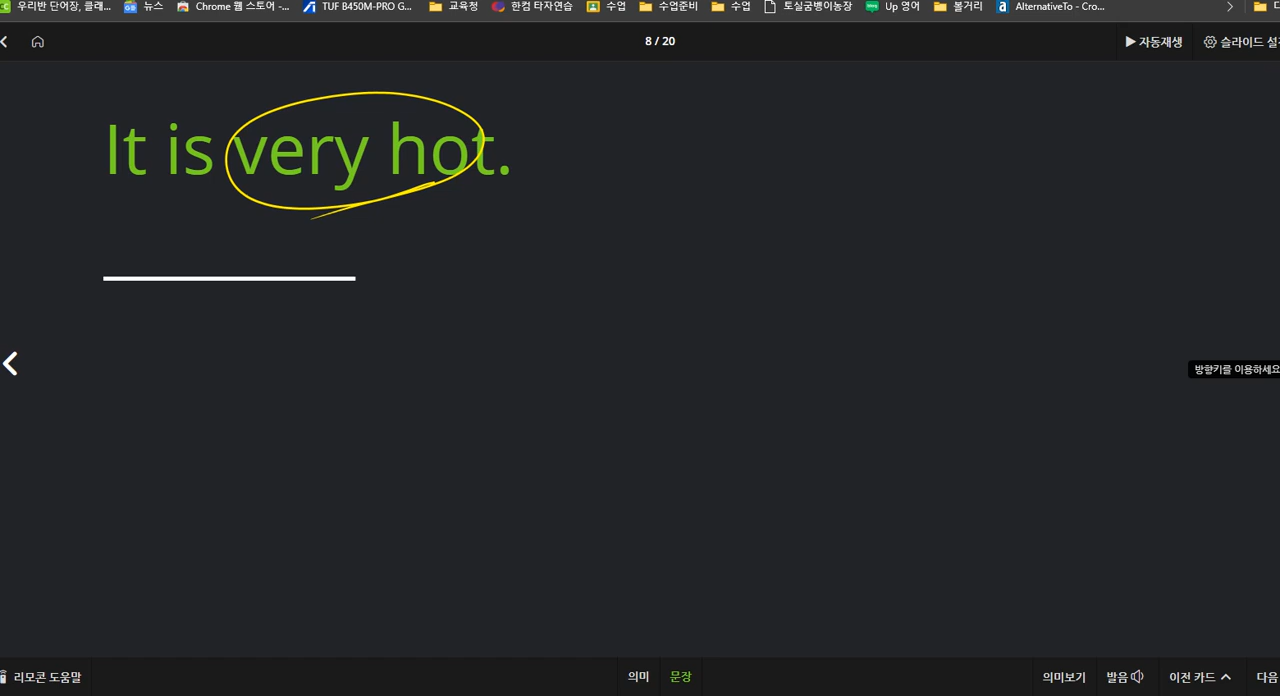 우리반 단어장, 클래... 뉴스 Chrome 웹 스토어 -... TUF B450M-PRO G... 교육청 한컴 타자연습 수업 수업준비 수업 토실굼벵이농장 Up 영어 볼거리 AlternativeTo - Cro...
8 / 20 자동재생 슬라이드
It is very hot.
방향키를 이용하세요
리모콘 도움말 의미 문장 의미보기 발음 이전 카드 다음